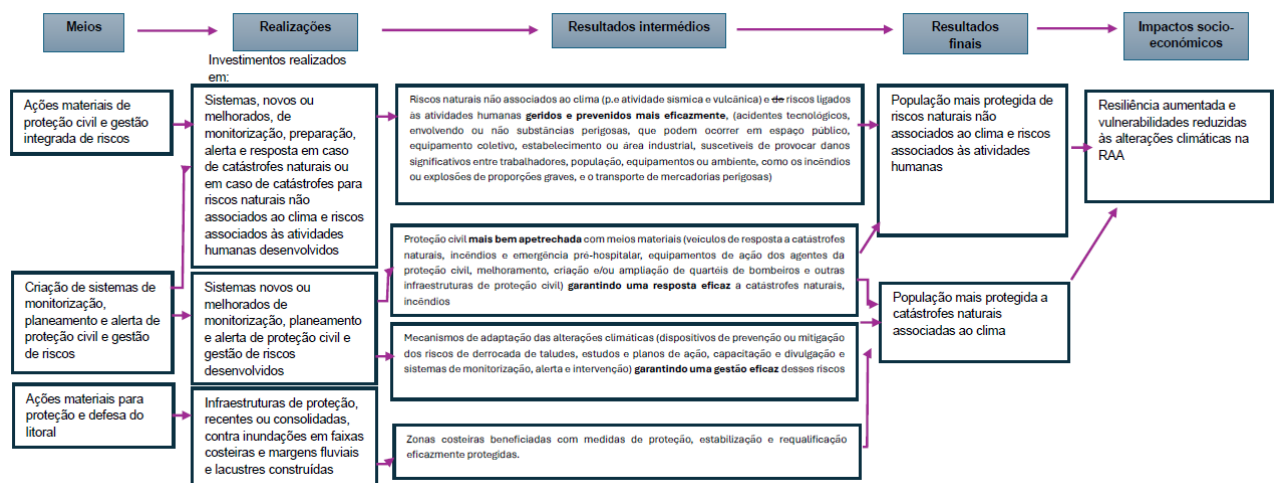 Meios
Realizações
Resultados intermédios
Resultados
finais
Impactos socio-
económicos
Investimentos realizados
em:
Ações materiais de
proteção civil e gestão
integrada de riscos
Sistemas, novos ou
melhorados, de
monitorização, preparação,
alerta e resposta em caso
de catástrofes naturais ou
em caso de catástrofes para
riscos naturais não
associados ao clima e riscos
associados às atividades
humanas desenvolvidos
Riscos naturais não associados ao clima (p.e atividade sísmica e vulcânica) e de riscos ligados
às atividades humanas geridos e prevenidos mais eficazmente, (acidentes tecnológicos,
envolvendo ou não substâncias perigosas, que podem ocorrer em espaço público,
equipamento coletivo, estabelecimento ou área industrial, suscetíveis de provocar danos
significativos entre trabalhadores, população, equipamentos ou ambiente, como os incêndios
ou explosões de proporções graves, e o transporte de mercadorias perigosas)
População mais protegida de
riscos naturais não
associados ao clima e riscos
associados às atividades
humanas
Resiliência aumentada e
vulnerabilidades reduzidas
às alterações climáticas na
RAA
Criação de sistemas de
monitorização,
planeamento e alerta de
proteção civil e gestão
de riscos
Sistemas novos ou
melhorados de
monitorização, planeamento
e alerta de proteção civil e
gestão de riscos
desenvolvidos
Proteção civil mais bem apetrechada com meios materiais (veículos de resposta a catástrofes
naturais, incêndios e emergência pré-hospitalar, equipamentos de ação dos agentes da
proteção civil, melhoramento, criação e/ou ampliação de quartéis de bombeiros e outras
infraestruturas de proteção civil) garantindo uma resposta eficaz a catástrofes naturais,
incêndios
Mecanismos de adaptação das alterações climáticas (dispositivos de prevenção ou mitigação
dos riscos de derrocada de taludes, estudos e planos de ação, capacitação e divulgação e
sistemas de monitorização, alerta e intervenção) garantindo uma gestão eficaz desses riscos
População mais protegida a
catástrofes naturais
associadas ao clima
Ações materiais para
proteção e defesa do
litoral
Infraestruturas de proteção,
recentes ou consolidadas,
contra inundações em faixas
costeiras e margens fluviais
e lacustres construídas
Zonas costeiras beneficiadas com medidas de proteção, estabilização e requalificação
eficazmente protegidas.